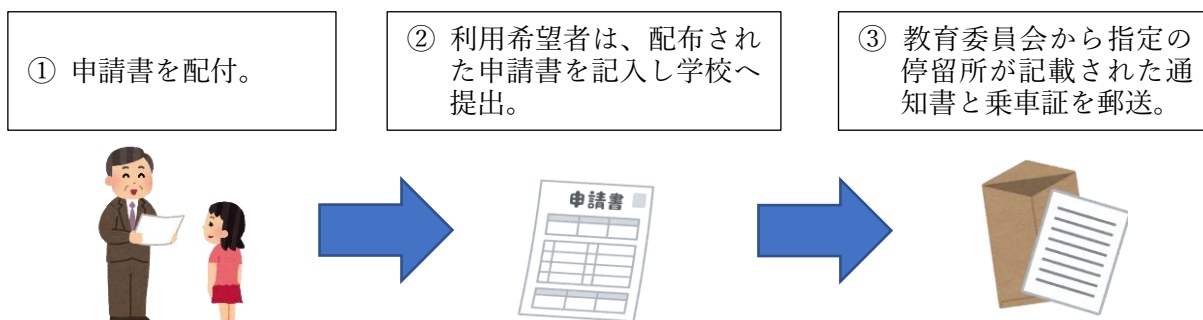 ① 申請書を配付。
② 利用希望者は、配布され
た申請書を記入し学校へ
提出。
③ 教育委員会から指定の
停留所が記載された通
知書と乗車証を郵送。
申請書